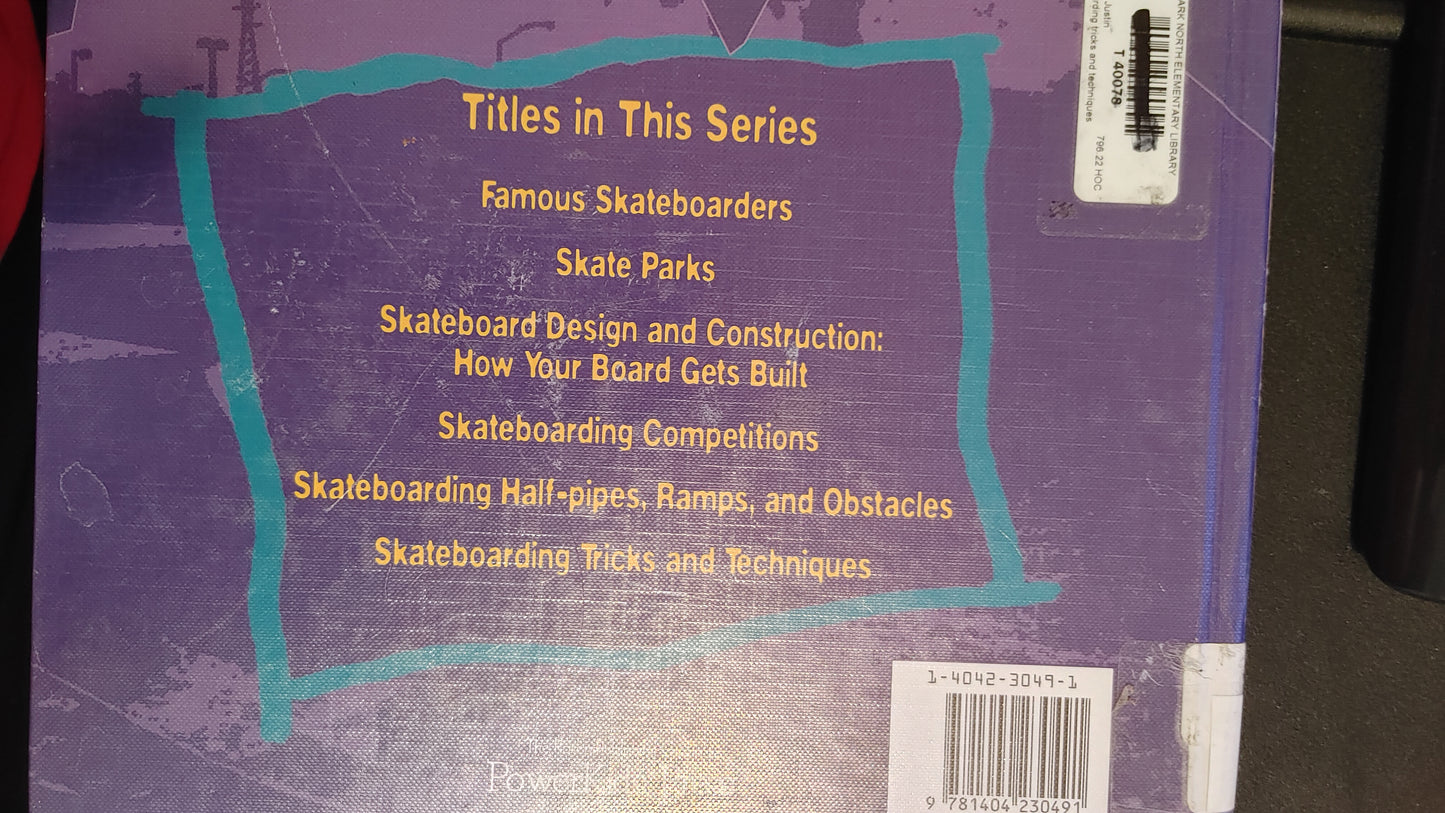 Titles in This Series
Famous Skateboarders
Skate Parks
Skateboard Design and Construction:
How Your Board Gets Built
Skateboarding Competitions
Skateboarding Half-pipes, Ramps, and Obstacles
Skateboarding Tricks and Techniques
ARK NORTH ELEMENTARY LIBRARY
T 40078
Justin
rding tricks and techniques
796.22 HOC
1-4042-3049-1
9 781404 230491